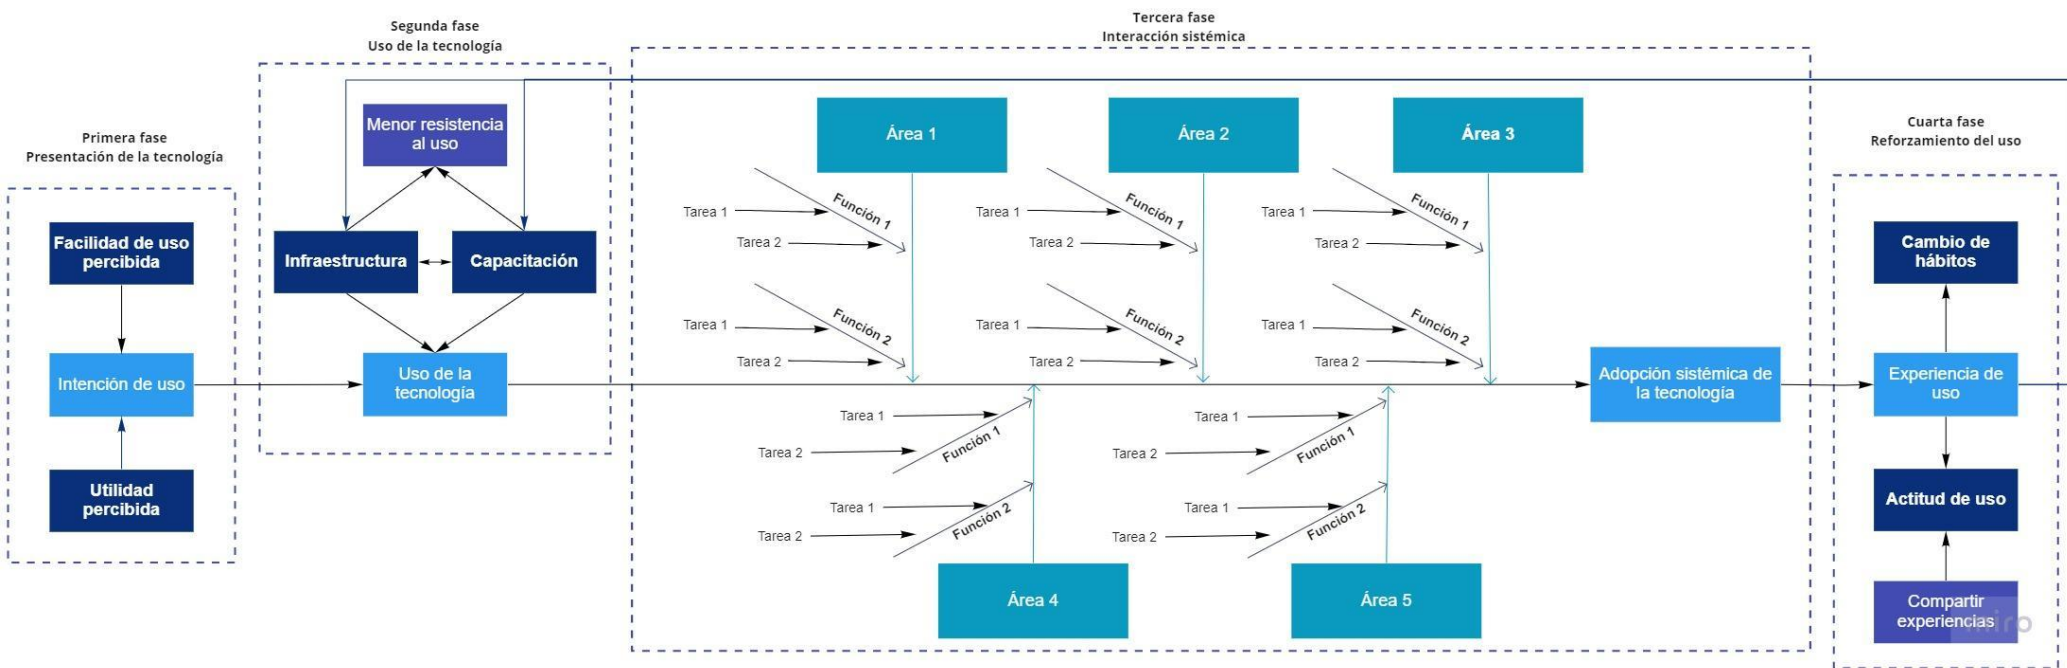 Primera fase
Presentación de la tecnología
Facilidad de uso
percibida
Intención de uso
Utilidad
percibida
Segunda fase
Uso de la tecnología
Menor resistencia
al uso
Infraestructura
Capacitación
Uso de la
tecnología
Tercera fase
Interacción sistémica
Área 1
Función 1
Tarea 1
Tarea 2
Función 2
Tarea 1
Tarea 2
Área 2
Función 1
Tarea 1
Tarea 2
Función 2
Tarea 1
Tarea 2
Área 3
Función 1
Tarea 1
Tarea 2
Función 2
Tarea 1
Tarea 2
Tarea 1
Tarea 2
Función 1
Tarea 1
Tarea 2
Función 2
Área 4
Tarea 1
Tarea 2
Función 1
Tarea 1
Tarea 2
Función 2
Área 5
Adopción sistémica de
la tecnología
Cuarta fase
Reforzamiento del uso
Cambio de
hábitos
Experiencia de
uso
Actitud de uso
Compartir
experiencias
miro